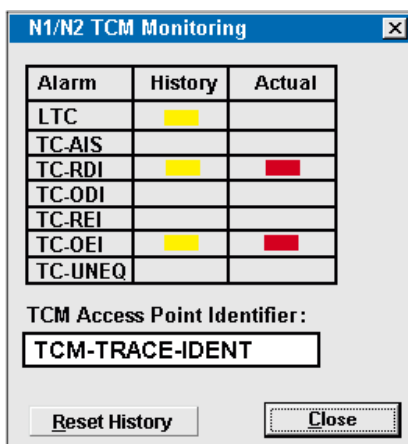 N1/N2 TCM Monitoring
Alarm History Actual
LTC
TC-AIS
TC-RDI
TC-ODI
TC-REI
TC-OEI
TC-UNEQ
TCM Access Point Identifier:
TCM-TRACE-IDENT
Reset History Close